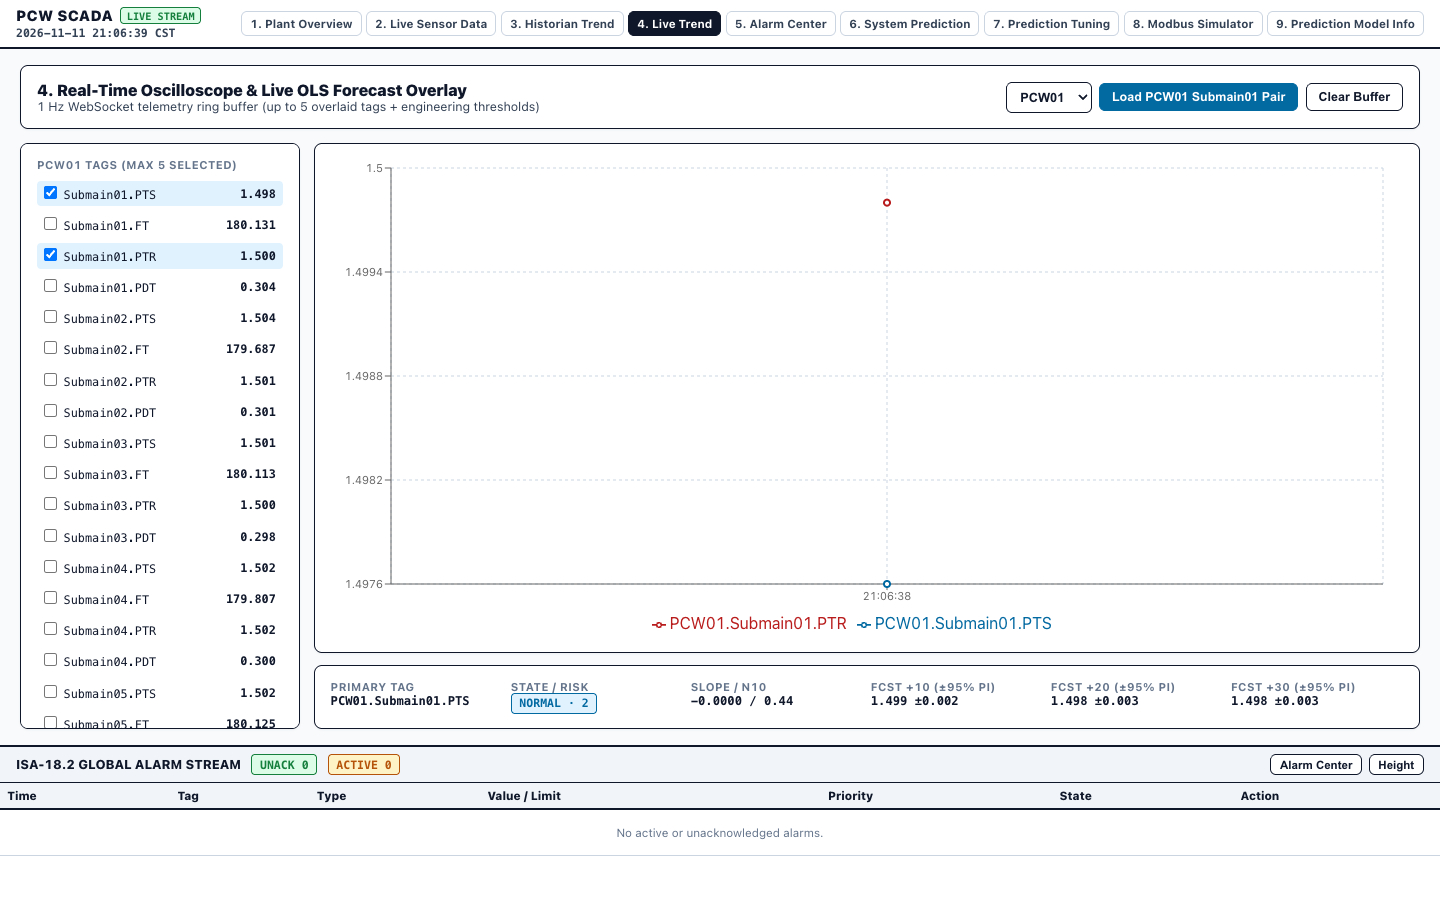 PCW SCADA LIVE STREAM
2026-11-11 21:06:39 CST
1. Plant Overview
2. Live Sensor Data
3. Historian Trend
4. Live Trend
5. Alarm Center
6. System Prediction
7. Prediction Tuning
8. Modbus Simulator
9. Prediction Model Info
4. Real-Time Oscilloscope & Live OLS Forecast Overlay
1 Hz WebSocket telemetry ring buffer (up to 5 overlaid tags + engineering thresholds)
PCW01
Load PCW01 Submain01 Pair
Clear Buffer
PCW01 TAGS (MAX 5 SELECTED)
Submain01.PTS 1.498
Submain01.FT 180.131
Submain01.PTR 1.500
Submain01.PDT 0.304
Submain02.PTS 1.504
Submain02.FT 179.687
Submain02.PTR 1.501
Submain02.PDT 0.301
Submain03.PTS 1.501
Submain03.FT 180.113
Submain03.PTR 1.500
Submain03.PDT 0.298
Submain04.PTS 1.502
Submain04.FT 179.807
Submain04.PTR 1.502
Submain04.PDT 0.300
Submain05.PTS 1.502
Submain05.FT 180.125
1.5
1.4994
1.4988
1.4982
1.4976
21:06:38
PCW01.Submain01.PTR PCW01.Submain01.PTS
PRIMARY TAG
PCW01.Submain01.PTS
STATE / RISK
NORMAL · 2
SLOPE / N10
−0.0000 / 0.44
FCST +10 (±95% PI)
1.499 ±0.002
FCST +20 (±95% PI)
1.498 ±0.003
FCST +30 (±95% PI)
1.498 ±0.003
ISA-18.2 GLOBAL ALARM STREAM UNACK 0 ACTIVE 0
Alarm Center
Height
Time Tag Type Value / Limit Priority State Action
No active or unacknowledged alarms.